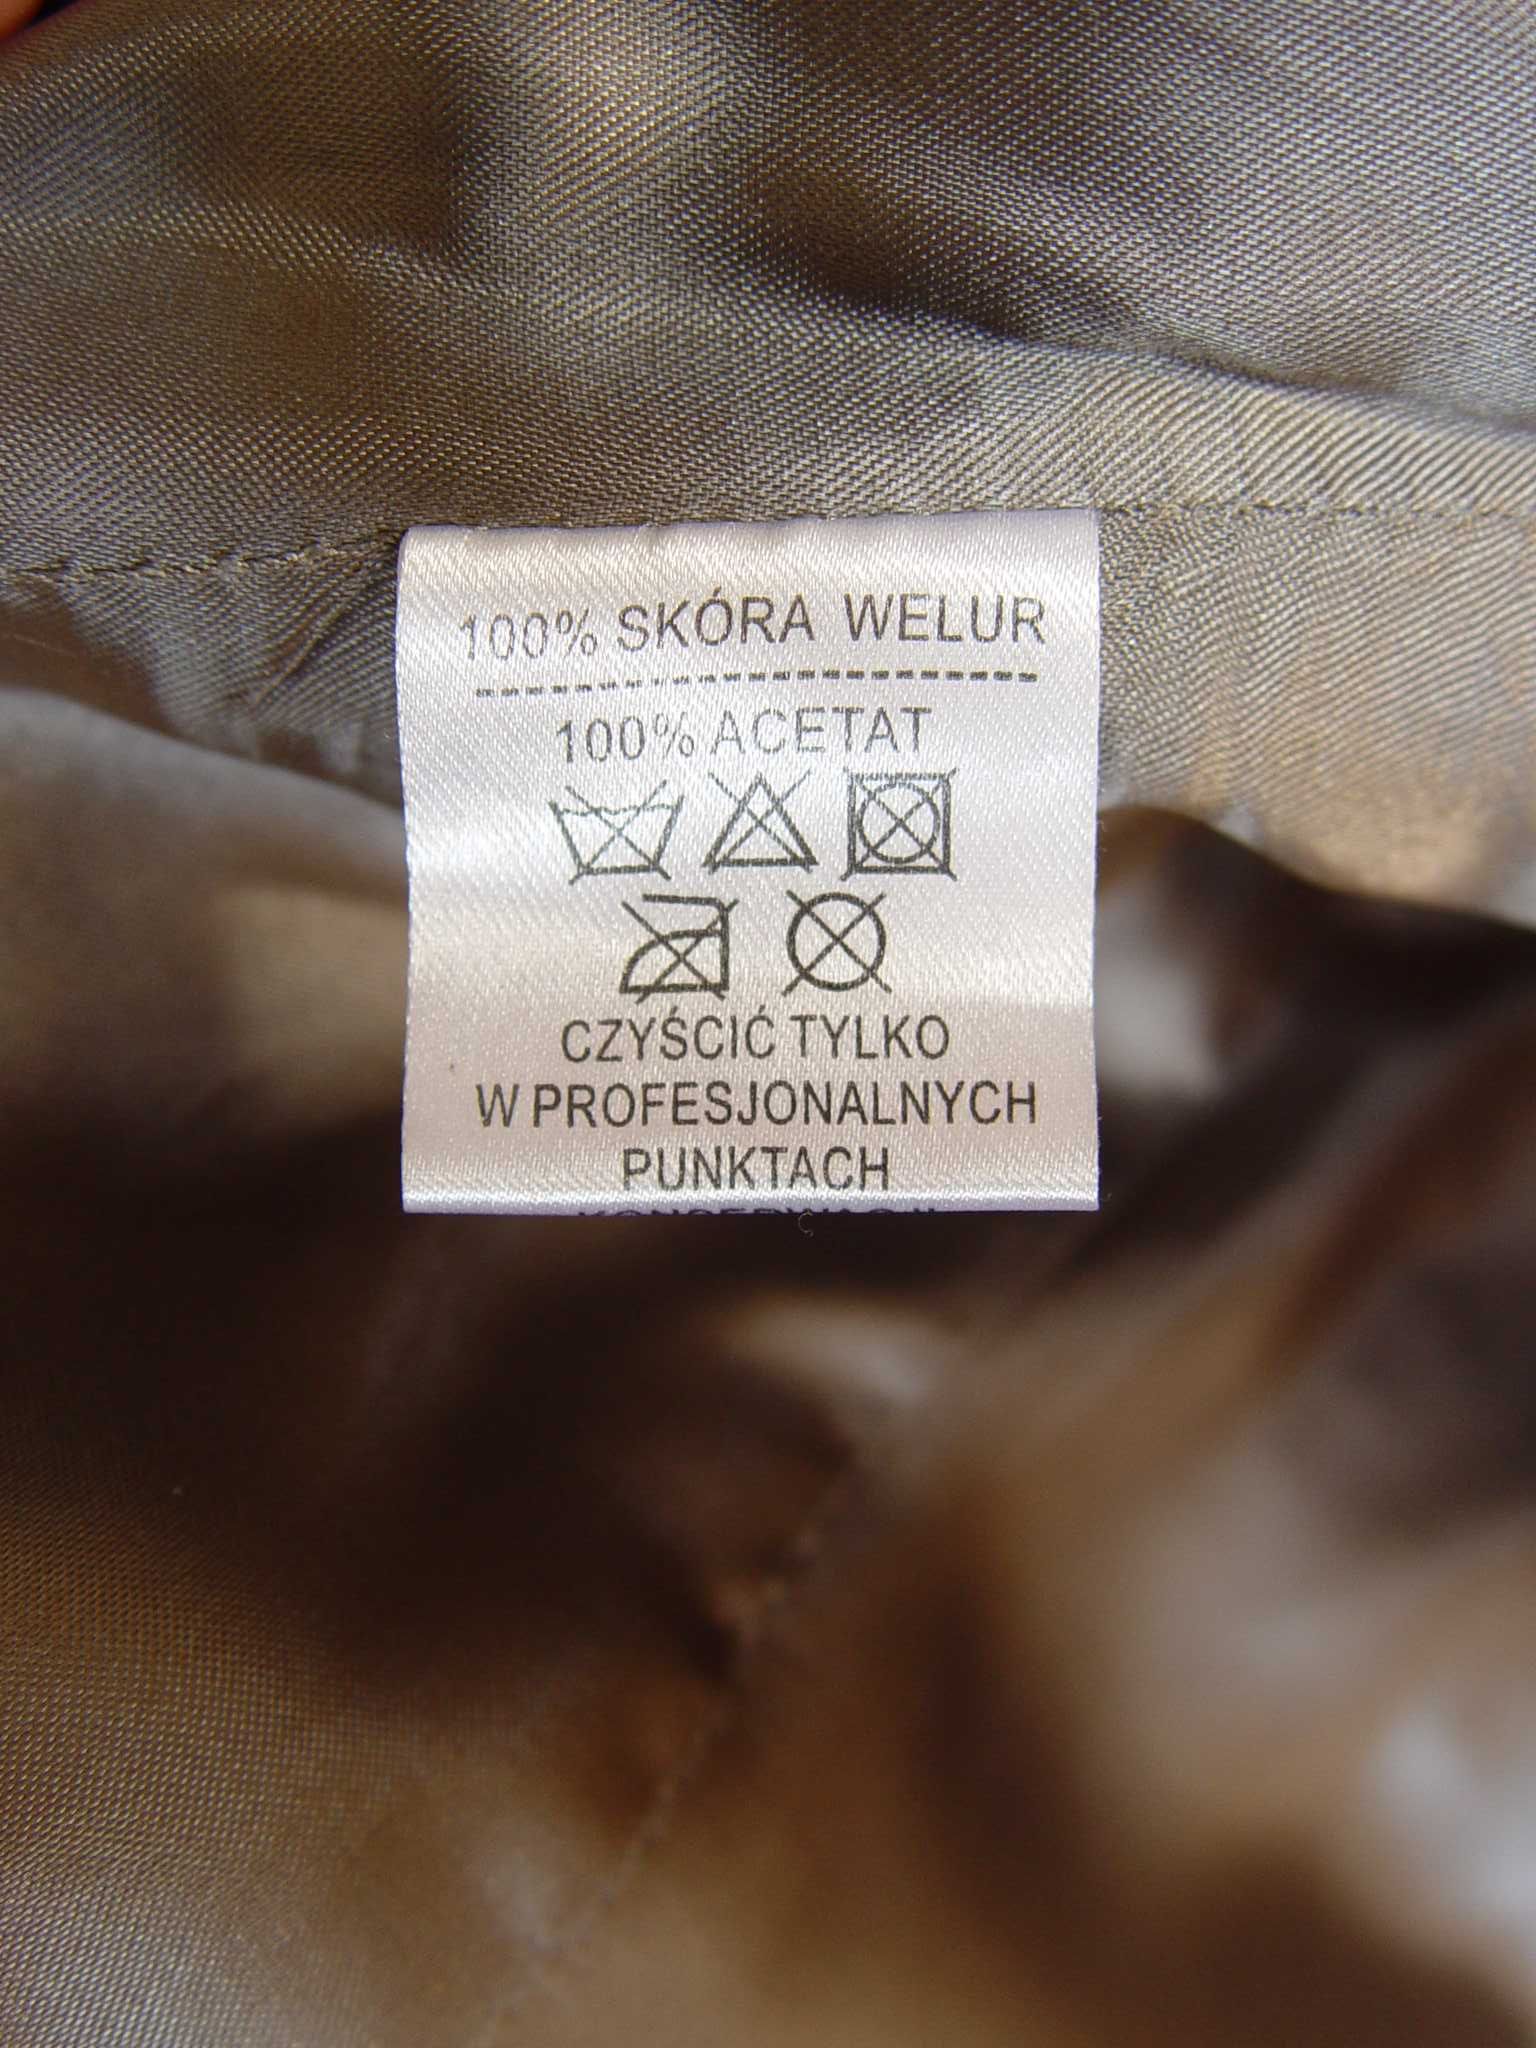 100% SKÓRA WELUR
100% ACETAT
CZYŚCIĆ TYLKO
W PROFESJONALNYCH
PUNKTACH